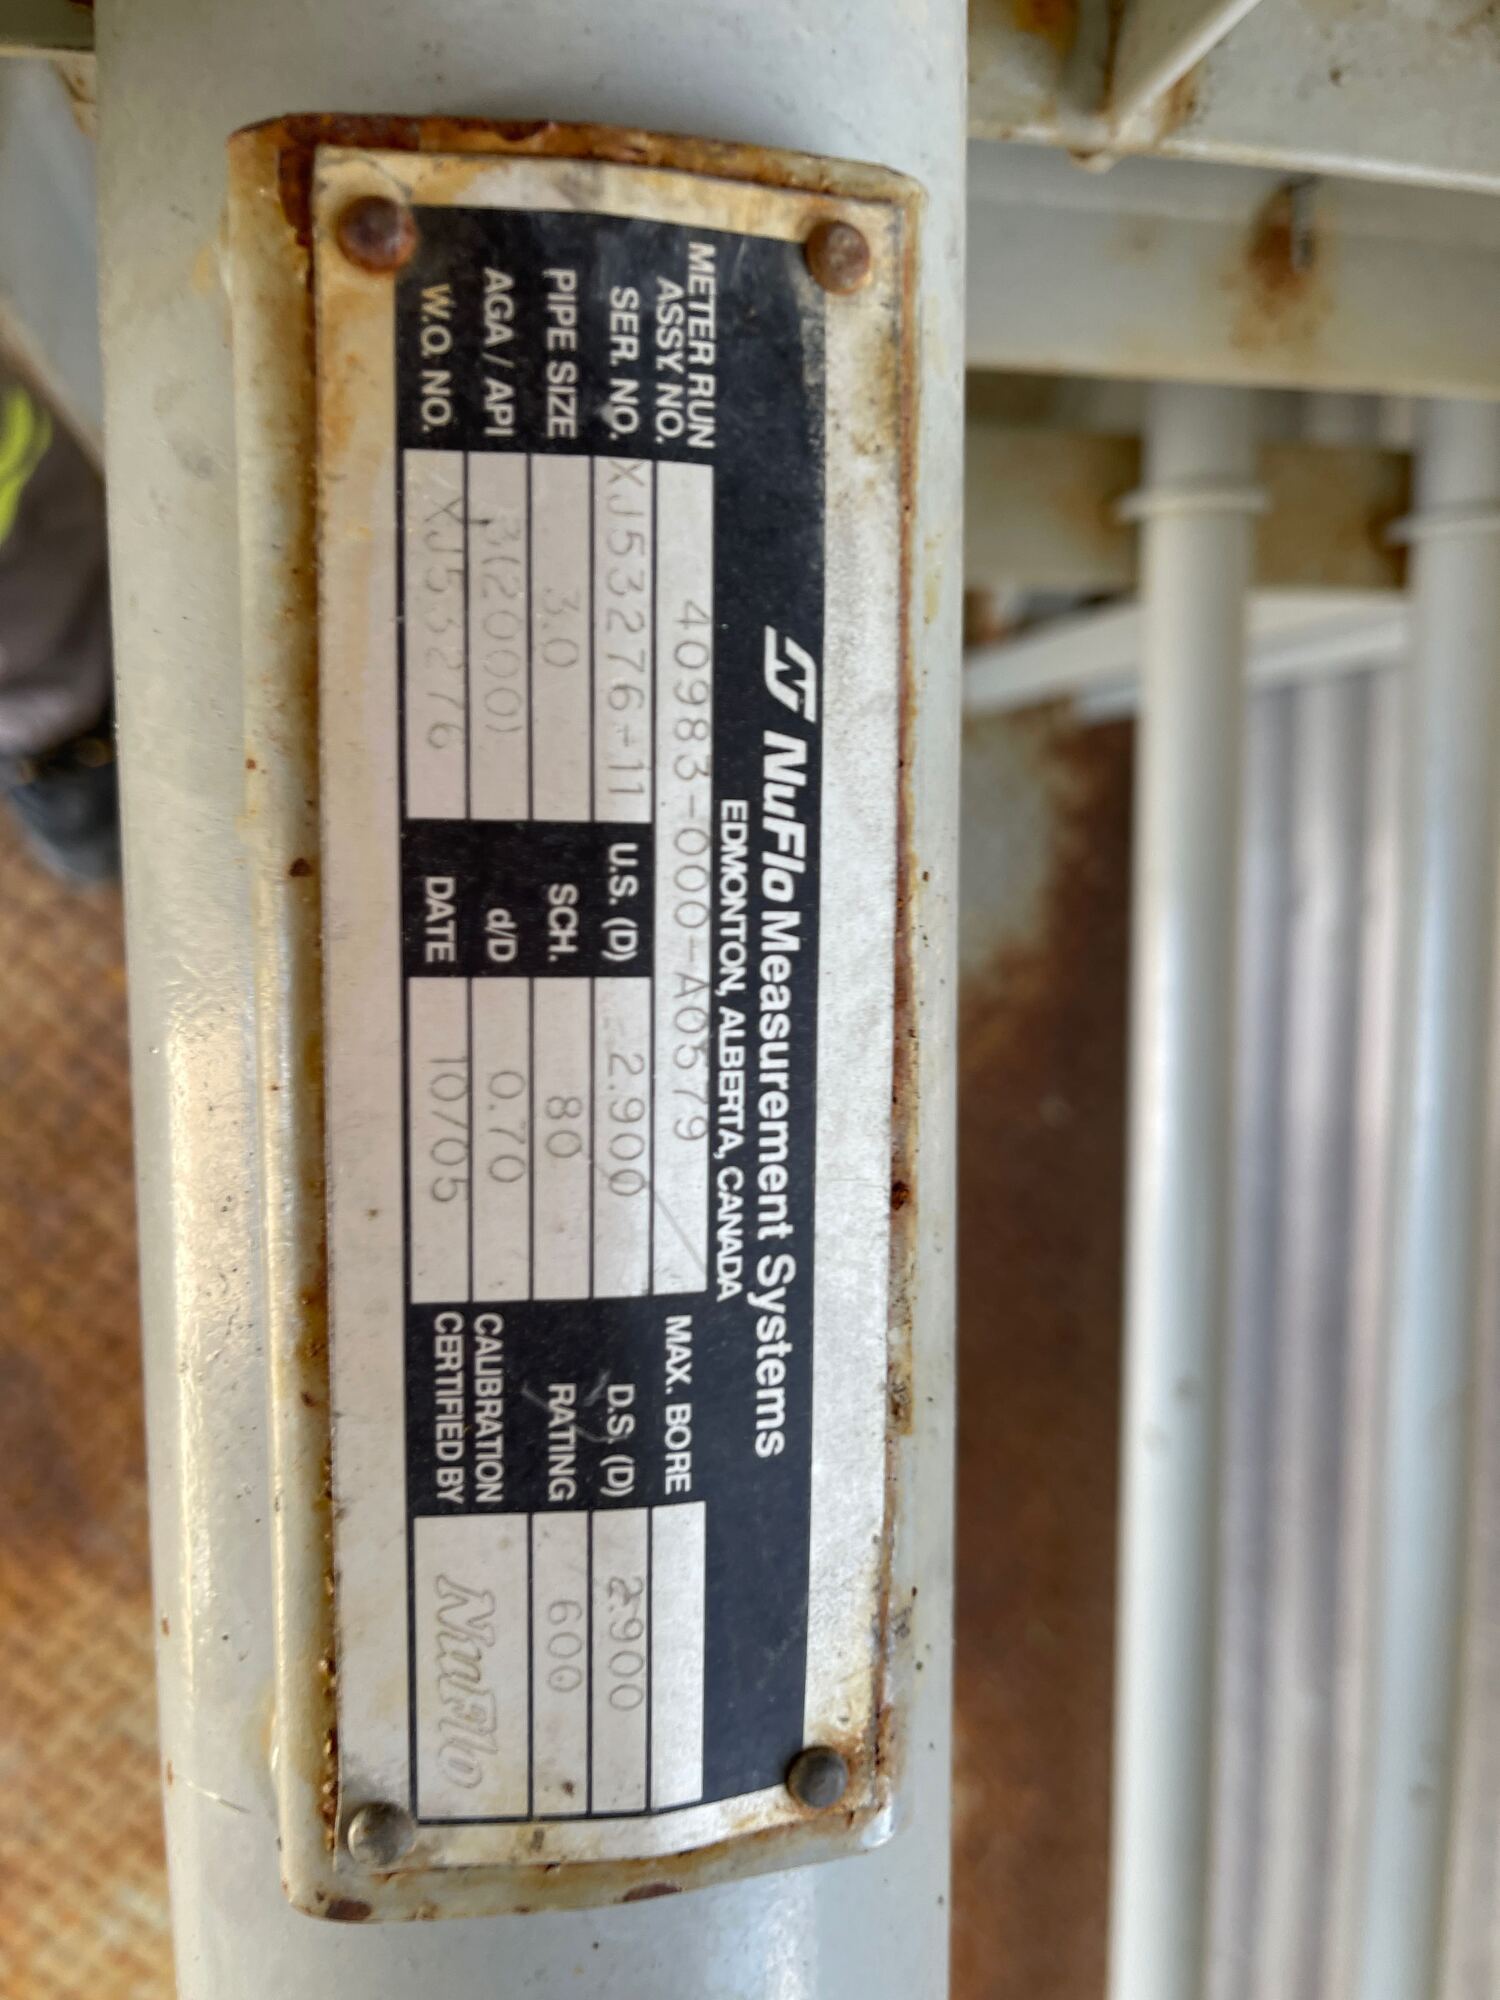 NuFlo Measurement Systems
EDMONTON, ALBERTA, CANADA
METER RUN ASSY. NO. 40983-000-A0579 MAX. BORE
SER. NO. XJ53276-11 U.S. (D) 2.900 D.S. (D) 2.900
PIPE SIZE 3.0 SCH. 80 RATING 600
AGA / API 3(2000) d/D 0.70 CALIBRATION
W.O. NO. XJ53276 DATE 10/05 CERTIFIED BY NuFlo